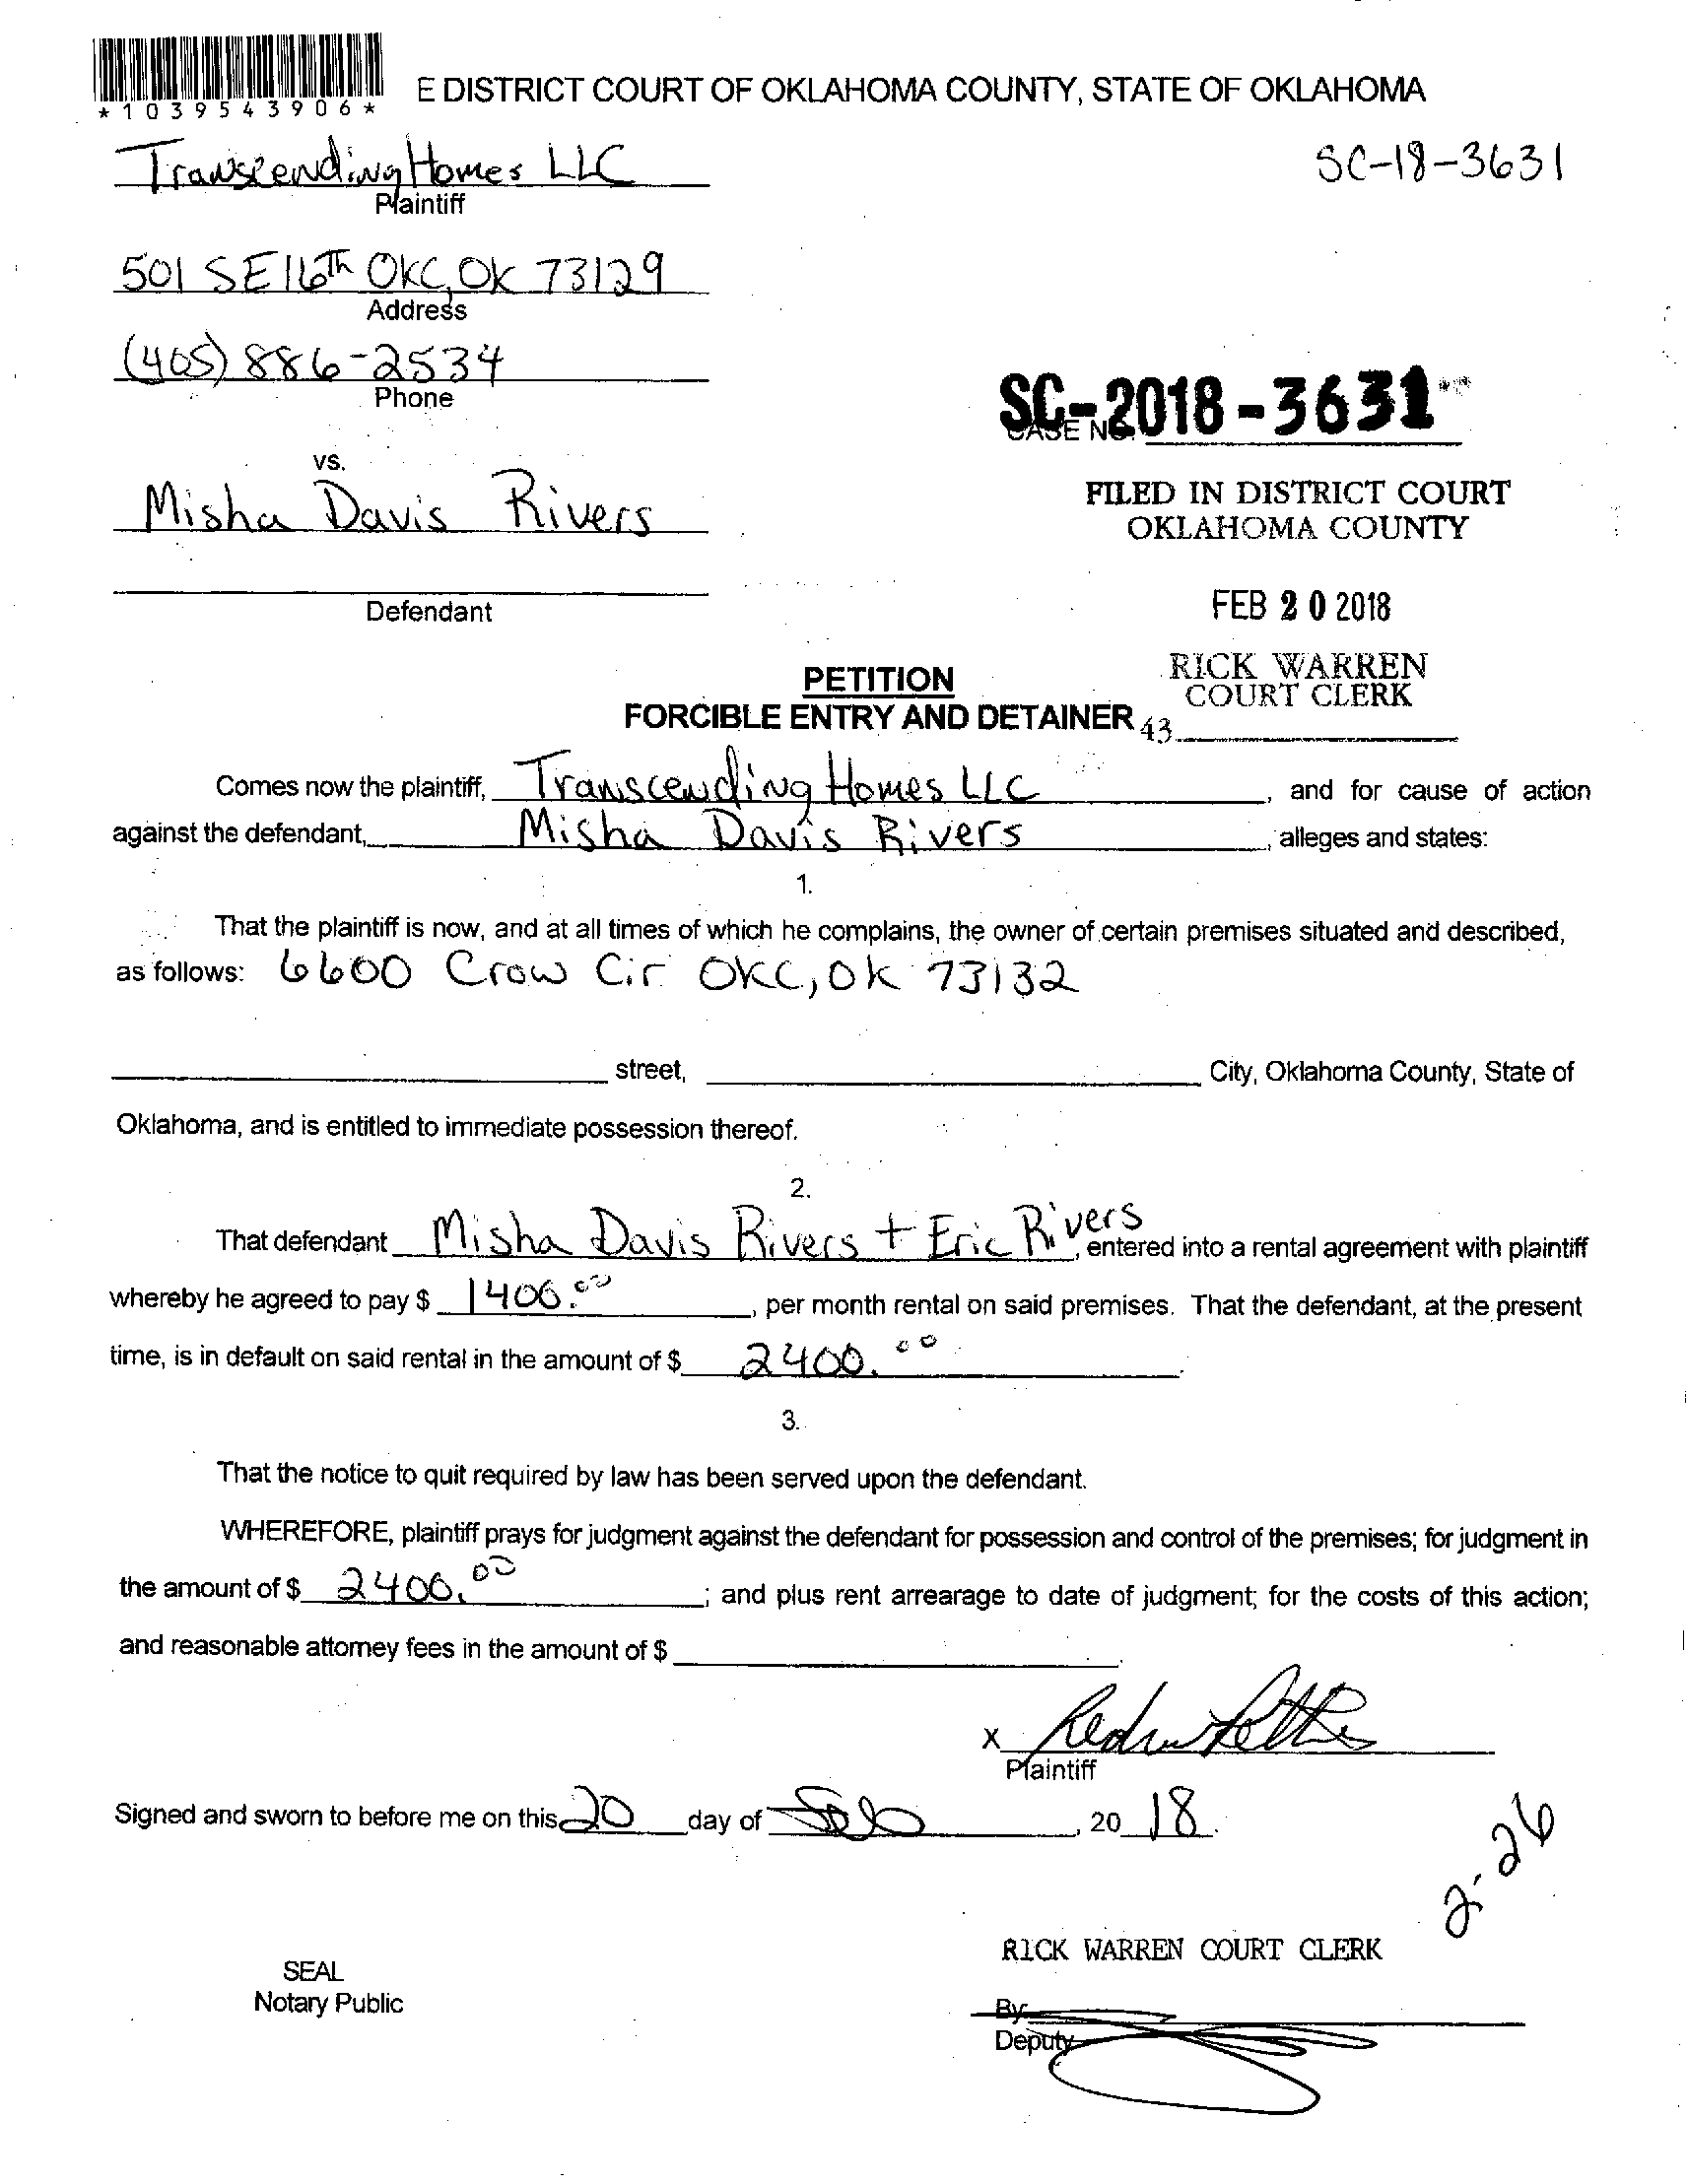 *1039543906*
E DISTRICT COURT OF OKLAHOMA COUNTY, STATE OF OKLAHOMA
Transcending Homes LLC
SC-18-3631
Plaintiff
501 SE 16Th OKC, OK 73129
Address
(405) 886-2534
Phone
SC-2018-3631
CASE NO.
vs.
Misha Davis Rivers
FILED IN DISTRICT COURT
OKLAHOMA COUNTY
Defendant
FEB 20 2018
PETITION
RICK WARREN
COURT CLERK
FORCIBLE ENTRY AND DETAINER
43
Comes now the plaintiff, Transcending Homes LLC, and for cause of action
against the defendant, Misha Davis Rivers, alleges and states:
1.
That the plaintiff is now, and at all times of which he complains, the owner of certain premises situated and described,
as follows: 6600 Crow Cir OKC, OK 73132
street, City, Oklahoma County, State of
Oklahoma, and is entitled to immediate possession thereof.
2.
That defendant Misha Davis Rivers + Eric Rivers, entered into a rental agreement with plaintiff
whereby he agreed to pay $ 1400.00, per month rental on said premises. That the defendant, at the present
time, is in default on said rental in the amount of $ 2400.00.
3.
That the notice to quit required by law has been served upon the defendant.
WHEREFORE, plaintiff prays for judgment against the defendant for possession and control of the premises; for judgment in
the amount of $ 2400.00; and plus rent arrearage to date of judgment; for the costs of this action;
and reasonable attorney fees in the amount of $
X
Plaintiff
Signed and sworn to before me on this 20 day of , 20 18.
2-26
RICK WARREN COURT CLERK
SEAL
Notary Public
By
Deputy